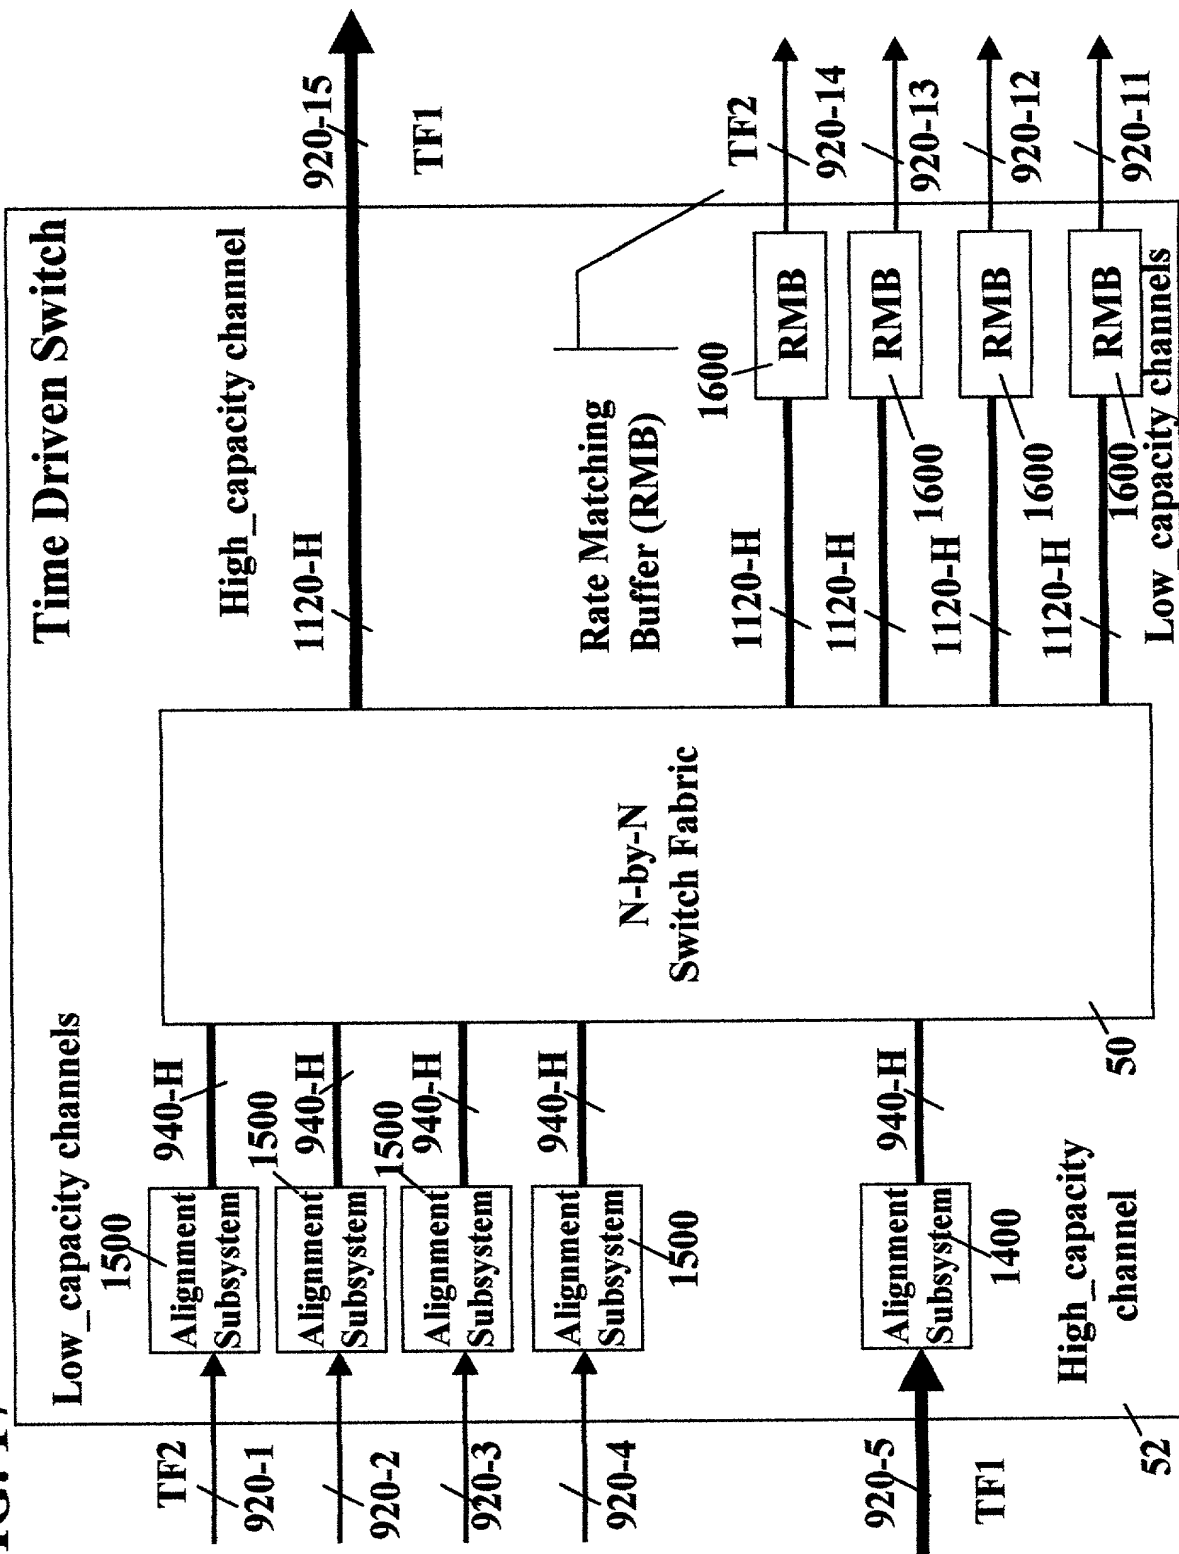 Time Driven Switch
Low_capacity channels
High_capacity channel
1500
Alignment
Subsystem
940-H
TF2
920-1
1500
Alignment
Subsystem
940-H
920-2
1500
Alignment
Subsystem
940-H
920-3
Alignment
Subsystem
1500
940-H
920-4
Alignment
Subsystem
1400
940-H
920-5
TF1
High_capacity
channel
52
N-by-N
Switch Fabric
50
1120-H
920-15
TF1
Rate Matching
Buffer (RMB)
1120-H
1600
RMB
TF2
920-14
1120-H
1600
RMB
920-13
1120-H
1600
RMB
920-12
1120-H
1600
RMB
920-11
Low_capacity channels